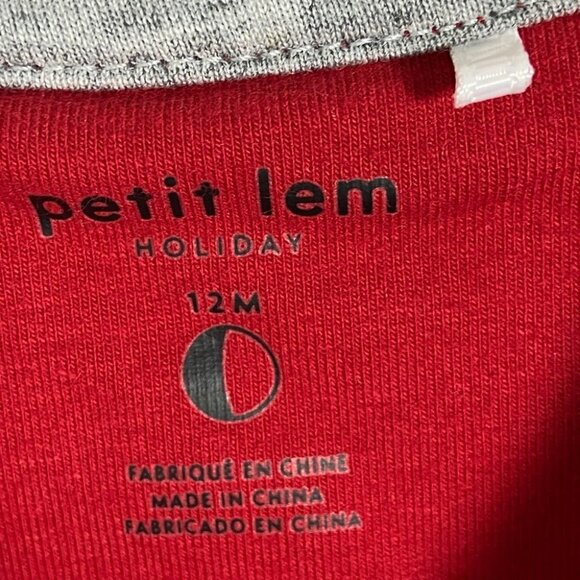 petit lem
HOLIDAY
12M
FABRIQUÉ EN CHINE
MADE IN CHINA
FABRICADO EN CHINA